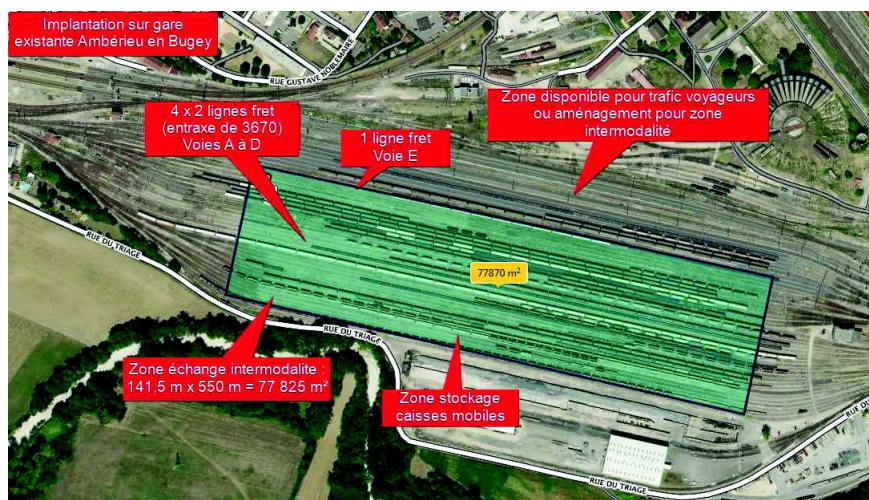 Implantation sur gare
existante Ambérieu en Bugey
RUE GUSTAVE NOBLEMAIRE
4 x 2 lignes fret
(entraxe de 3670)
Voies A à D
1 ligne fret
Voie E
Zone disponible pour trafic voyageurs
ou aménagement pour zone
intermodalité
RUE DU TRIAGE
77870 m²
RUE DU TRIAGE
Zone échange intermodalite :
141,5 m x 550 m = 77 825 m²
Zone stockage
caisses mobiles
RUE DU
RUE DU TRIAGE